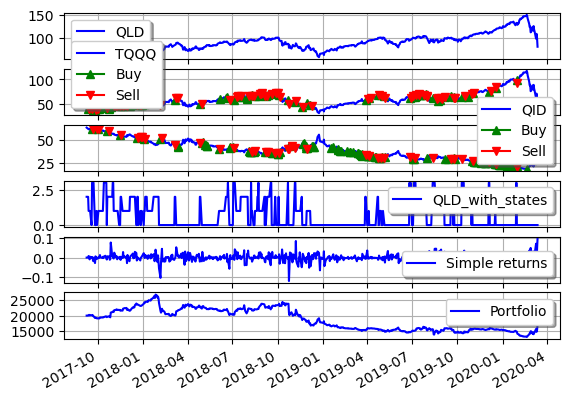 150
100
QLD
TQQQ
Buy
Sell
100
50
QID
Buy
Sell
50
25
2.5
0.0
QLD_with_states
0.1
0.0
−0.1
Simple returns
25000
20000
15000
Portfolio
2017-10
2018-01
2018-04
2018-07
2018-10
2019-01
2019-04
2019-07
2019-10
2020-01
2020-04